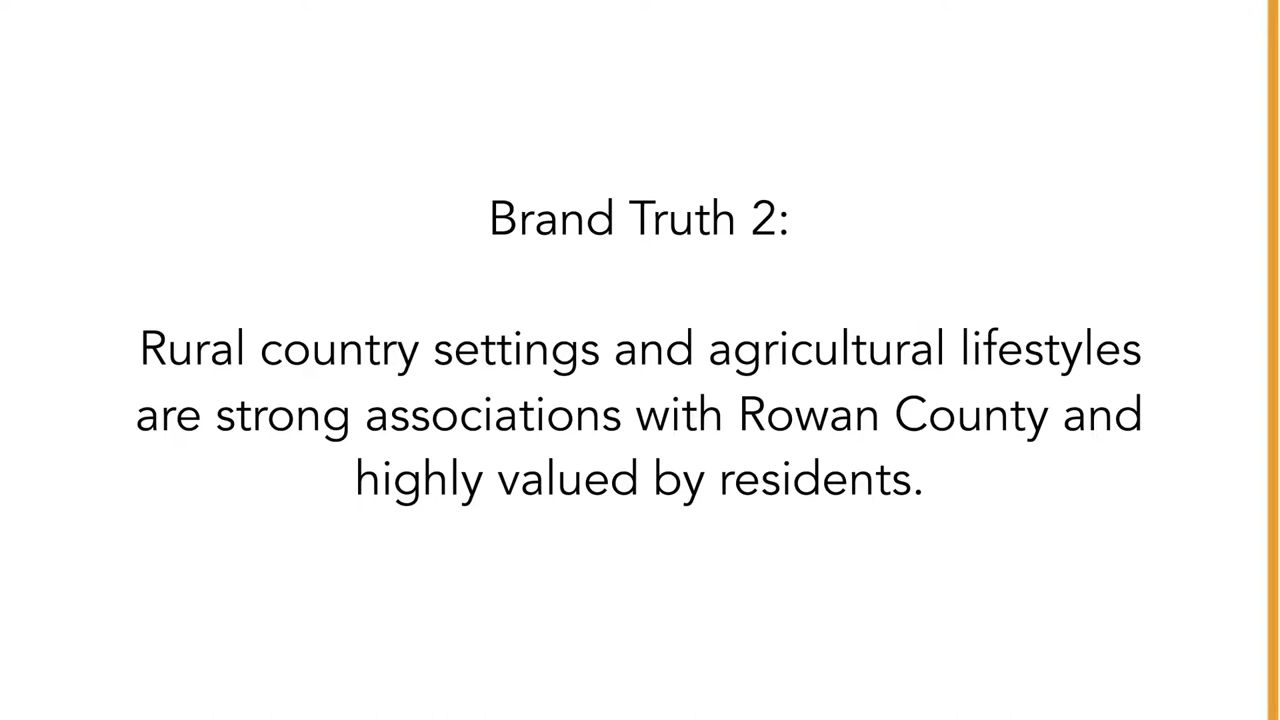 Brand Truth 2:
Rural country settings and agricultural lifestyles
are strong associations with Rowan County and
highly valued by residents.